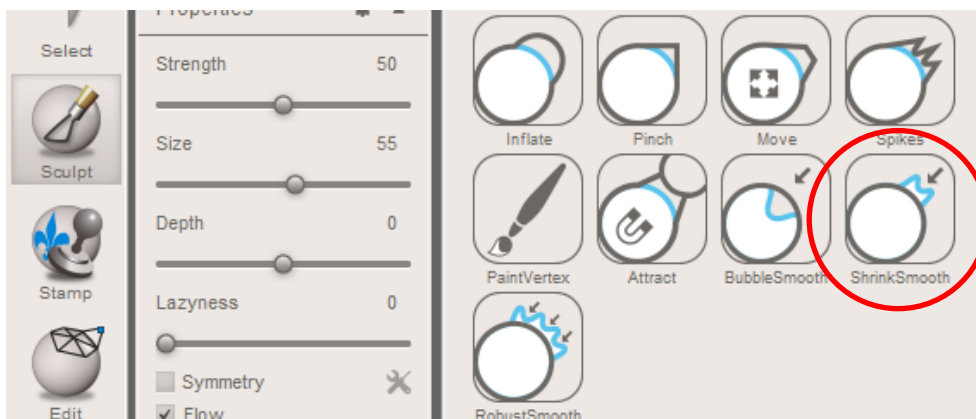 Select
Sculpt
Stamp
Edit
Properties
Strength 50
Size 55
Depth 0
Lazyness 0
Symmetry
Flow
Inflate Pinch Move Spikes
PaintVertex Attract BubbleSmooth ShrinkSmooth
RobustSmooth